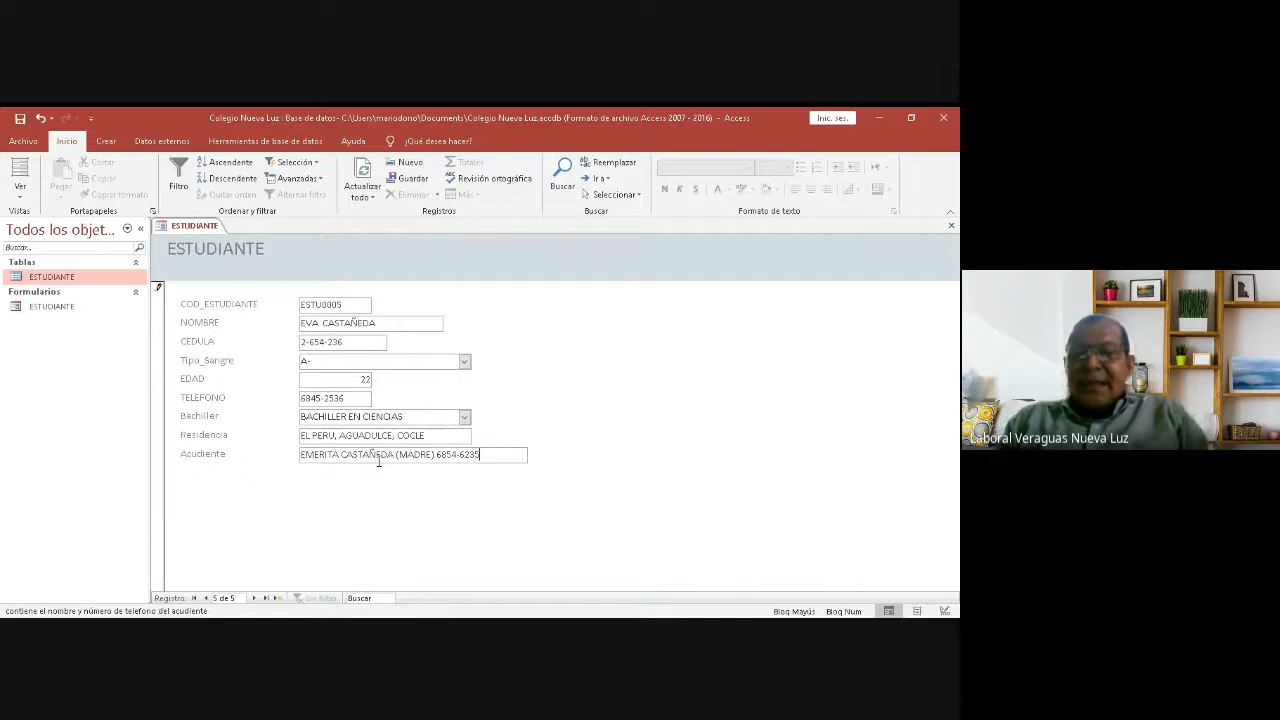 Colegio Nueva Luz : Base de datos- C:\Users\mariodono\Documents\Colegio Nueva Luz.accdb (Formato de archivo Access 2007 - 2016) - Access
Inic. ses.
Archivo Inicio Crear Datos externos Herramientas de base de datos Ayuda ¿Qué desea hacer?
Ver
Vistas
Pegar
Cortar
Copiar
Copiar formato
Portapapeles
Filtro
Ascendente
Descendente
Quitar orden
Selección
Avanzadas
Alternar filtro
Ordenar y filtrar
Actualizar
todo
Nuevo
Guardar
Eliminar
Totales
Revisión ortográfica
Más
Registros
Buscar
Reemplazar
Ir a
Seleccionar
Buscar
N K S A
Formato de texto
Todos los objet...
Buscar...
Tablas
ESTUDIANTE
Formularios
ESTUDIANTE
ESTUDIANTE
ESTUDIANTE
COD_ESTUDIANTE ESTU0005
NOMBRE EVA CASTAÑEDA
CEDULA 2-654-236
Tipo_Sangre A-
EDAD 22
TELEFONO 6845-2536
Bachiller BACHILLER EN CIENCIAS
Residencia EL PERU, AGUADULCE, COCLE
Acudiente EMERITA CASTAÑEDA (MADRE) 6854-6235
Registro: 5 de 5 Sin filtro Buscar
contiene el nombre y número de telefono del acudiente
Bloq Mayús Bloq Num
Laboral Veraguas Nueva Luz